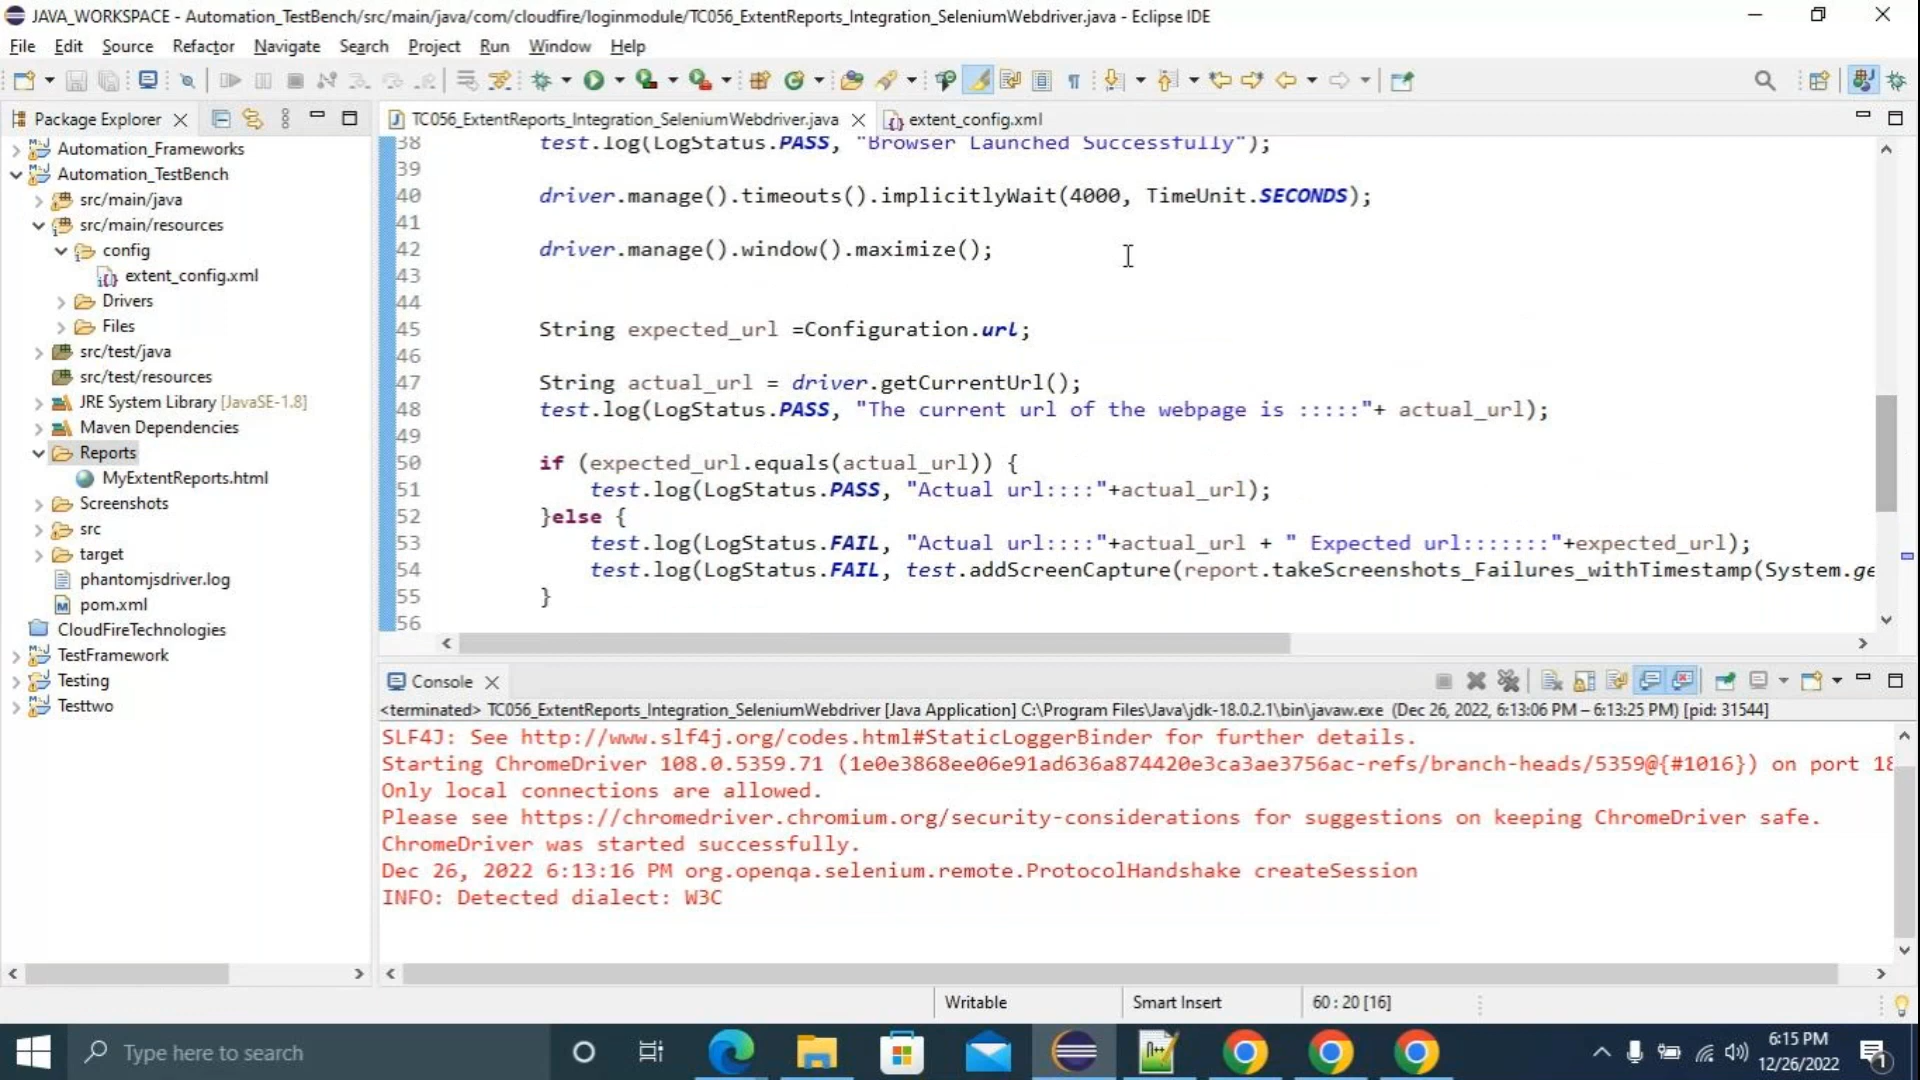 JAVA_WORKSPACE - Automation_TestBench/src/main/java/com/cloudfire/loginmodule/TC056_ExtentReports_Integration_SeleniumWebdriver.java - Eclipse IDE
File Edit Source Refactor Navigate Search Project Run Window Help
Package Explorer
Automation_Frameworks
Automation_TestBench
src/main/java
src/main/resources
config
extent_config.xml
Drivers
Files
src/test/java
src/test/resources
JRE System Library [JavaSE-1.8]
Maven Dependencies
Reports
MyExtentReports.html
Screenshots
src
target
phantomjsdriver.log
pom.xml
CloudFireTechnologies
TestFramework
Testing
Testtwo
TC056_ExtentReports_Integration_SeleniumWebdriver.java extent_config.xml
38 test.log(LogStatus.PASS, "Browser Launched Successfully");
39
40 driver.manage().timeouts().implicitlyWait(4000, TimeUnit.SECONDS);
41
42 driver.manage().window().maximize();
43
44
45 String expected_url =Configuration.url;
46
47 String actual_url = driver.getCurrentUrl();
48 test.log(LogStatus.PASS, "The current url of the webpage is :::::"+ actual_url);
49
50 if (expected_url.equals(actual_url)) {
51 test.log(LogStatus.PASS, "Actual url::::"+actual_url);
52 }else {
53 test.log(LogStatus.FAIL, "Actual url::::"+actual_url + " Expected url:::::::"+expected_url);
54 test.log(LogStatus.FAIL, test.addScreenCapture(report.takeScreenshots_Failures_withTimestamp(System.ge
55 }
56
Console
<terminated> TC056_ExtentReports_Integration_SeleniumWebdriver [Java Application] C:\Program Files\Java\jdk-18.0.2.1\bin\javaw.exe (Dec 26, 2022, 6:13:06 PM – 6:13:25 PM) [pid: 31544]
SLF4J: See http://www.slf4j.org/codes.html#StaticLoggerBinder for further details.
Starting ChromeDriver 108.0.5359.71 (1e0e3868ee06e91ad636a874420e3ca3ae3756ac-refs/branch-heads/5359@{#1016}) on port 18
Only local connections are allowed.
Please see https://chromedriver.chromium.org/security-considerations for suggestions on keeping ChromeDriver safe.
ChromeDriver was started successfully.
Dec 26, 2022 6:13:16 PM org.openqa.selenium.remote.ProtocolHandshake createSession
INFO: Detected dialect: W3C
Writable Smart Insert 60 : 20 [16]
Type here to search
6:15 PM
12/26/2022
1